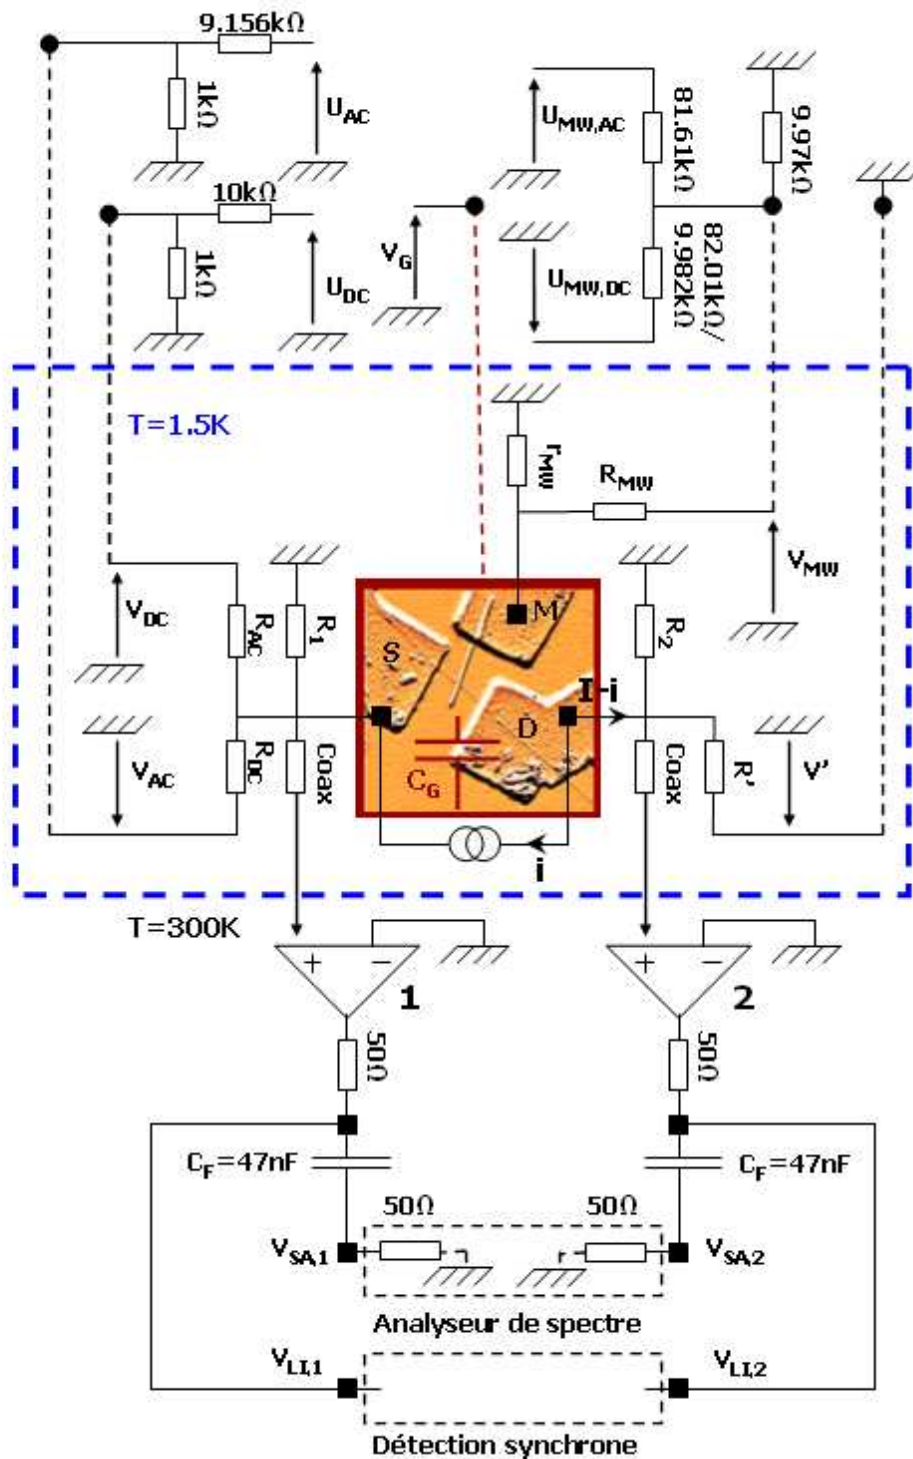 9.156kΩ
1kΩ
U_AC
10kΩ
1kΩ
U_DC
V_G
U_MW,AC
81.61kΩ
9.97kΩ
U_MW,DC
82.01kΩ/
9.982kΩ
T=1.5K
r_MW
R_MW
V_MW
V_DC
R_AC
R_1
S
M
R_2
I-i
D
V_AC
R_DC
Coax
C_G
Coax
R'
V'
i
T=300K
+
−
1
+
−
2
50Ω
50Ω
C_F=47nF
C_F=47nF
50Ω
50Ω
V_SA,1
V_SA,2
Analyseur de spectre
V_LI,1
V_LI,2
Détection synchrone